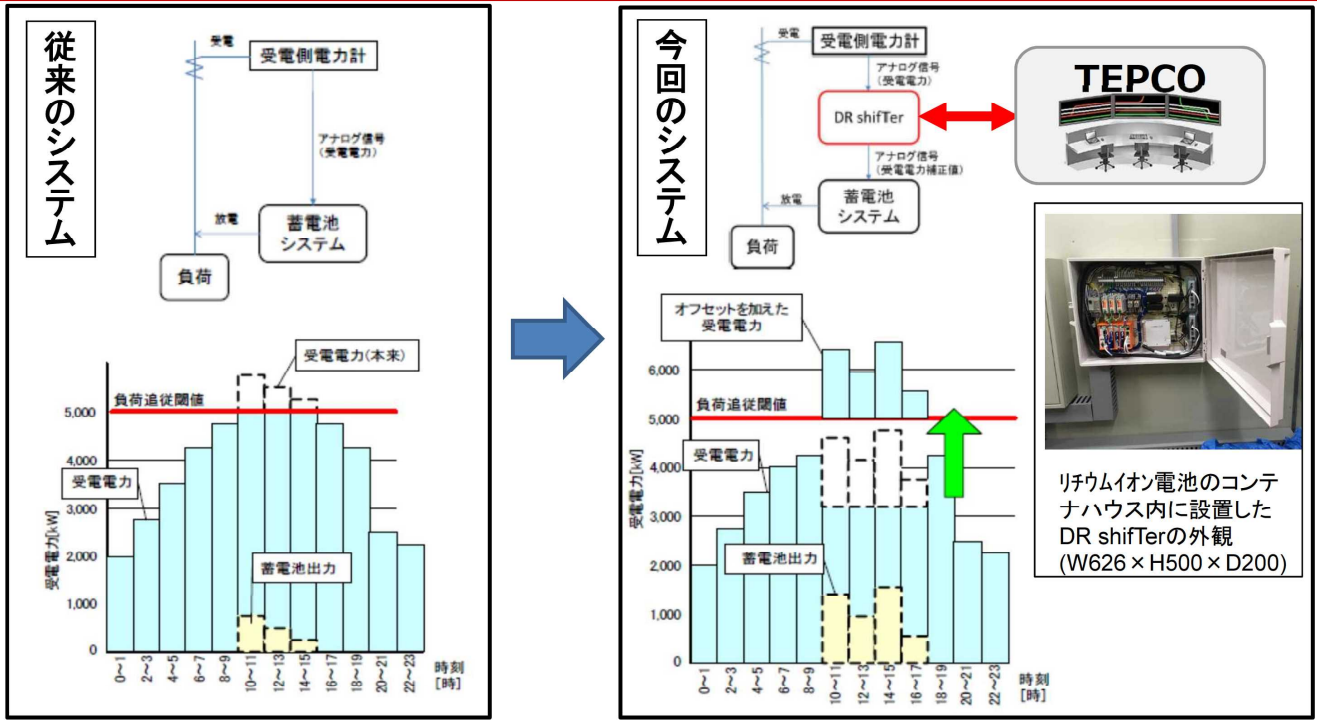 従来のシステム
受電
受電側電力計
アナログ信号
(受電電力)
放電
蓄電池
システム
負荷
受電電力(本来)
負荷追従閾値
受電電力
蓄電池出力
受電電力[kW]
5,000
4,000
3,000
2,000
1,000
0
0～1
2～3
4～5
6～7
8～9
10～11
12～13
14～15
16～17
18～19
20～21
22～23
時刻
[時]
今回のシステム
受電
受電側電力計
アナログ信号
(受電電力)
DR shifTer
アナログ信号
(受電電力補正値)
放電
蓄電池
システム
負荷
TEPCO
オフセットを加えた
受電電力
負荷追従閾値
受電電力
蓄電池出力
受電電力[kW]
6,000
5,000
4,000
3,000
2,000
1,000
0
0～1
2～3
4～5
6～7
8～9
10～11
12～13
14～15
16～17
18～19
20～21
22～23
時刻
[時]
リチウムイオン電池のコンテ
ナハウス内に設置した
DR shifTerの外観
(W626×H500×D200)